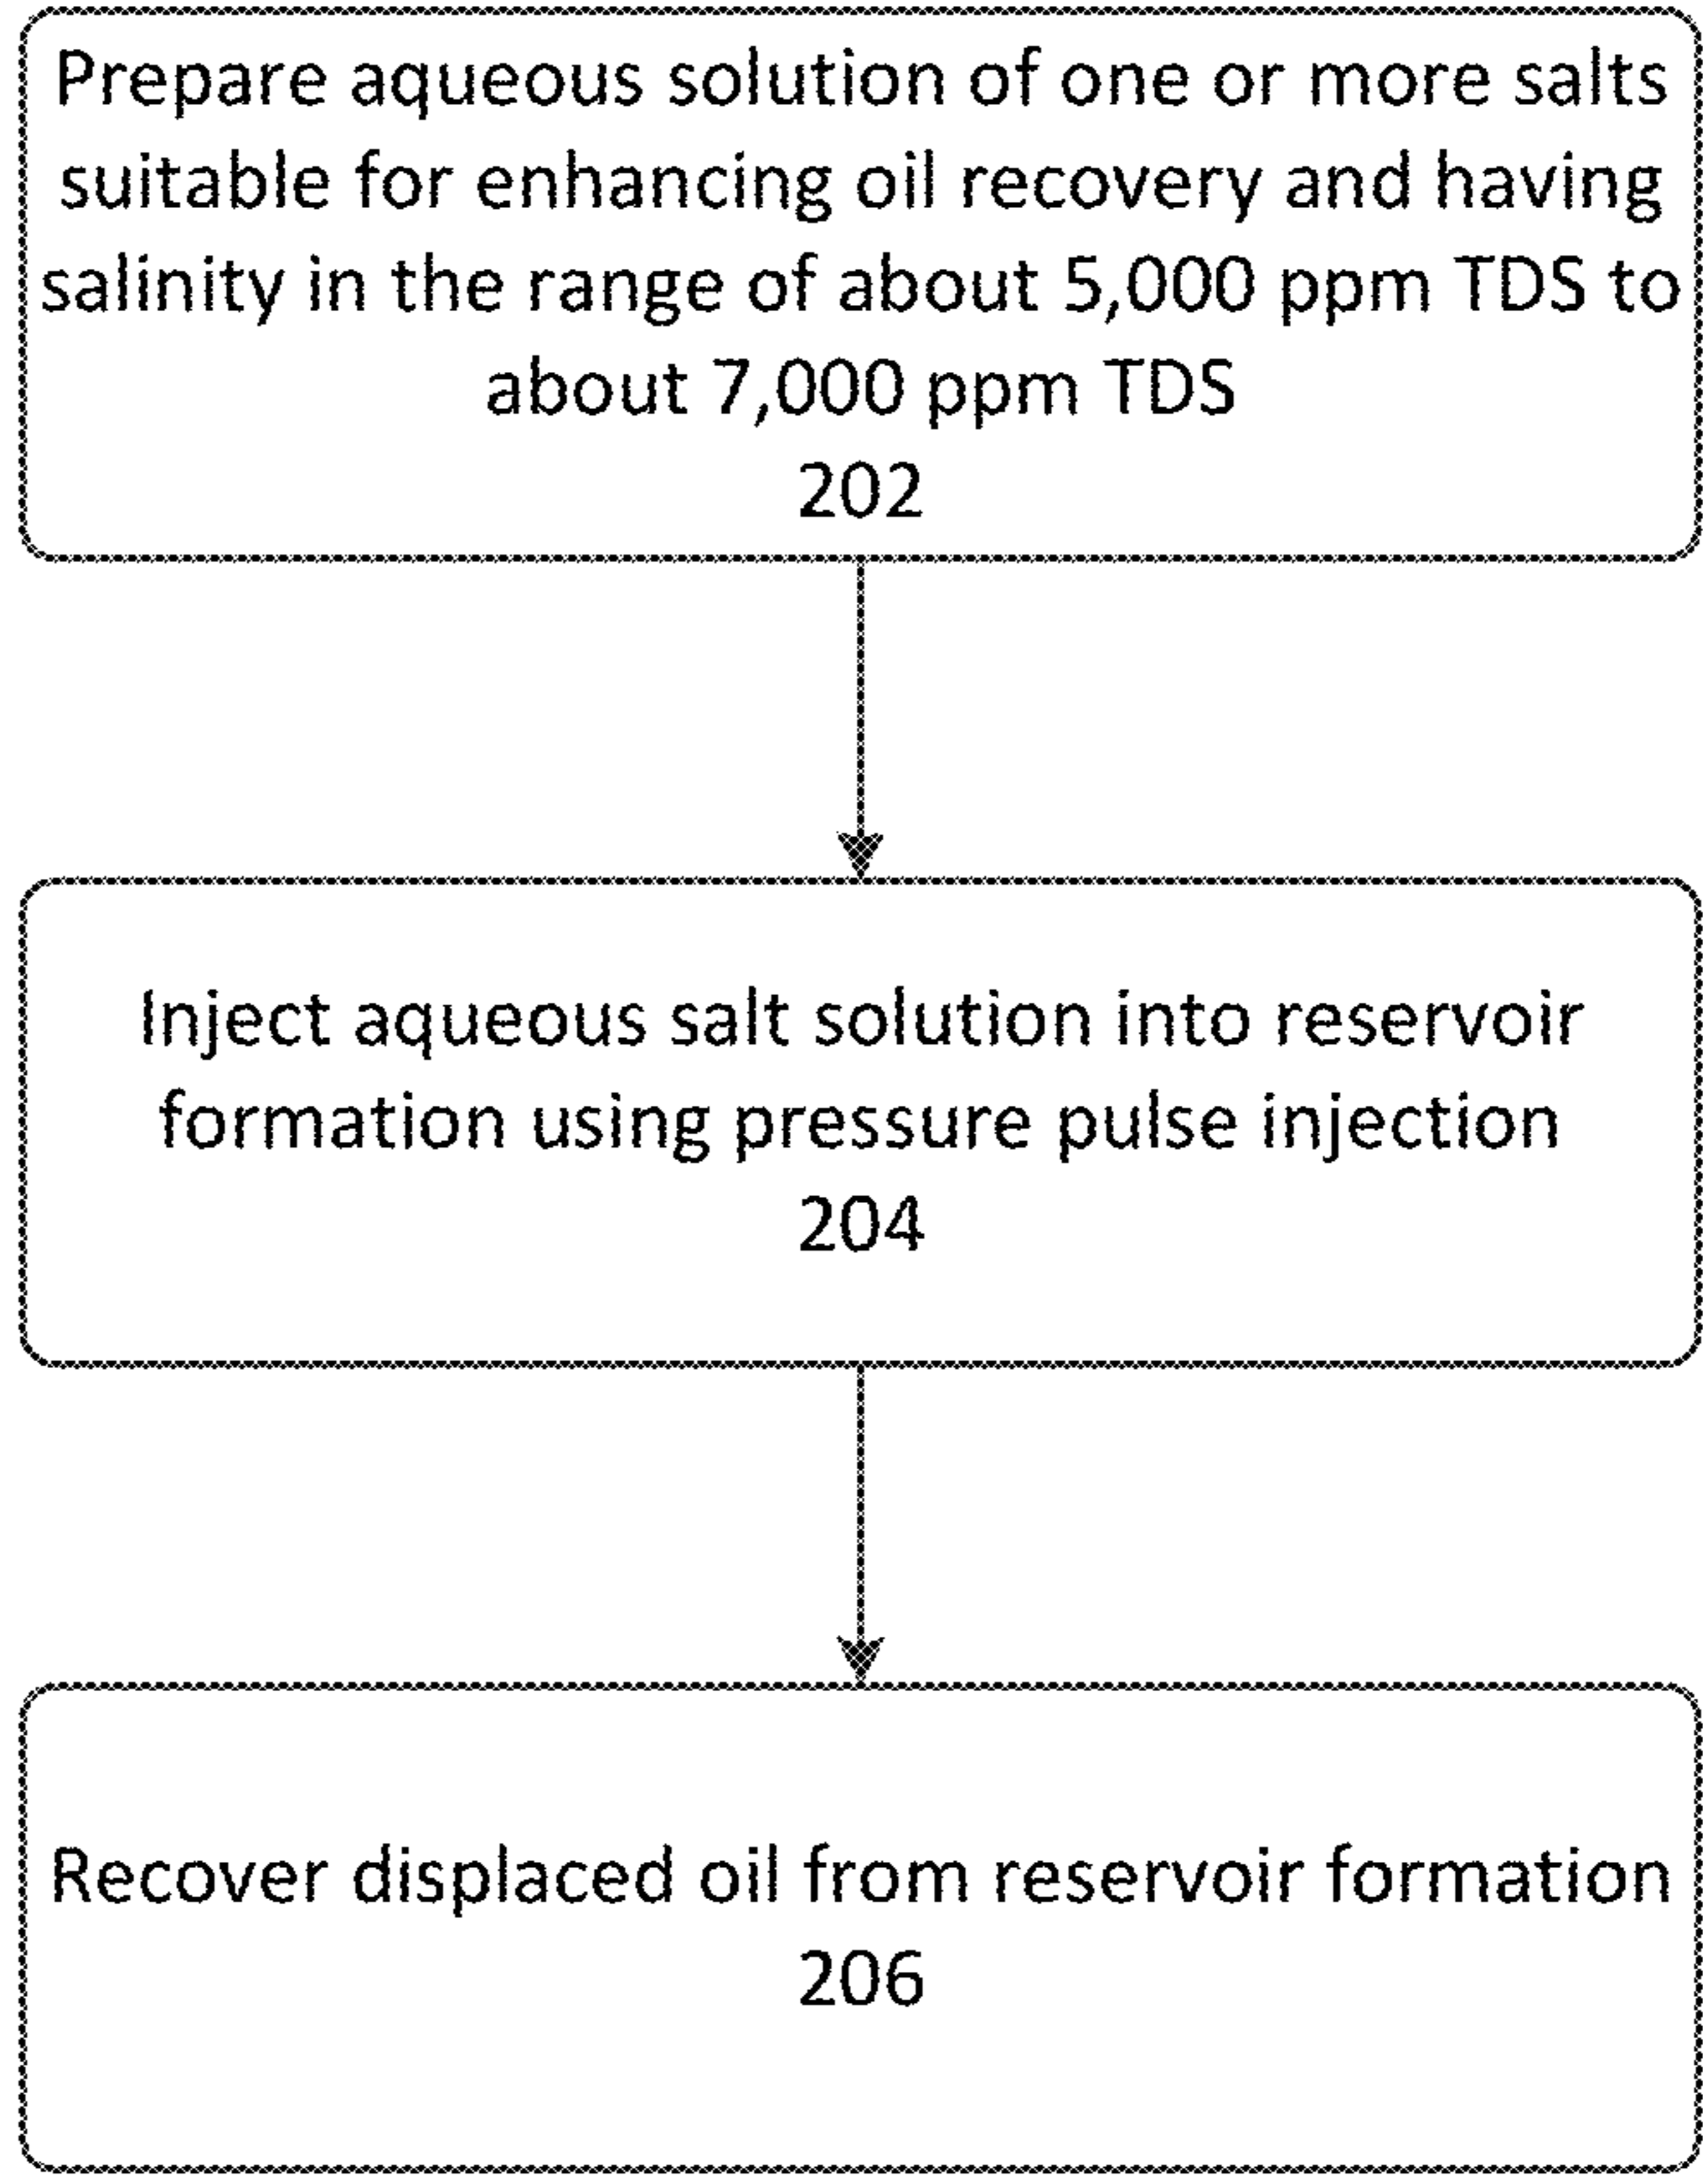 Prepare aqueous solution of one or more salts
suitable for enhancing oil recovery and having
salinity in the range of about 5,000 ppm TDS to
about 7,000 ppm TDS
202
Inject aqueous salt solution into reservoir
formation using pressure pulse injection
204
Recover displaced oil from reservoir formation
206